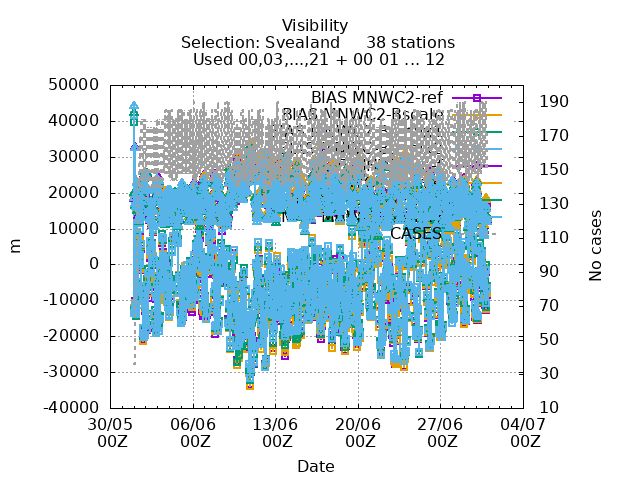 Visibility
Selection: Svealand 38 stations
Used 00,03,...,21 + 00 01 ... 12
BIAS MNWC2-ref
BIAS MNWC2-Bscale
CASES
50000
40000
30000
20000
10000
0
-10000
-20000
-30000
-40000
m
190
170
150
130
110
90
70
50
30
10
No cases
30/05 06/06 13/06 20/06 27/06 04/07
00Z 00Z 00Z 00Z 00Z 00Z
Date